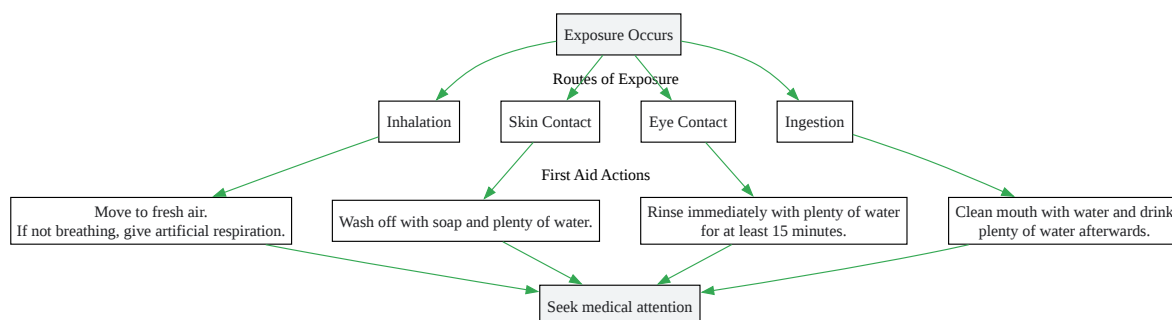 Exposure Occurs
Routes of Exposure
Inhalation
Skin Contact
Eye Contact
Ingestion
First Aid Actions
Move to fresh air.
If not breathing, give artificial respiration.
Wash off with soap and plenty of water.
Rinse immediately with plenty of water
for at least 15 minutes.
Clean mouth with water and drink
plenty of water afterwards.
Seek medical attention